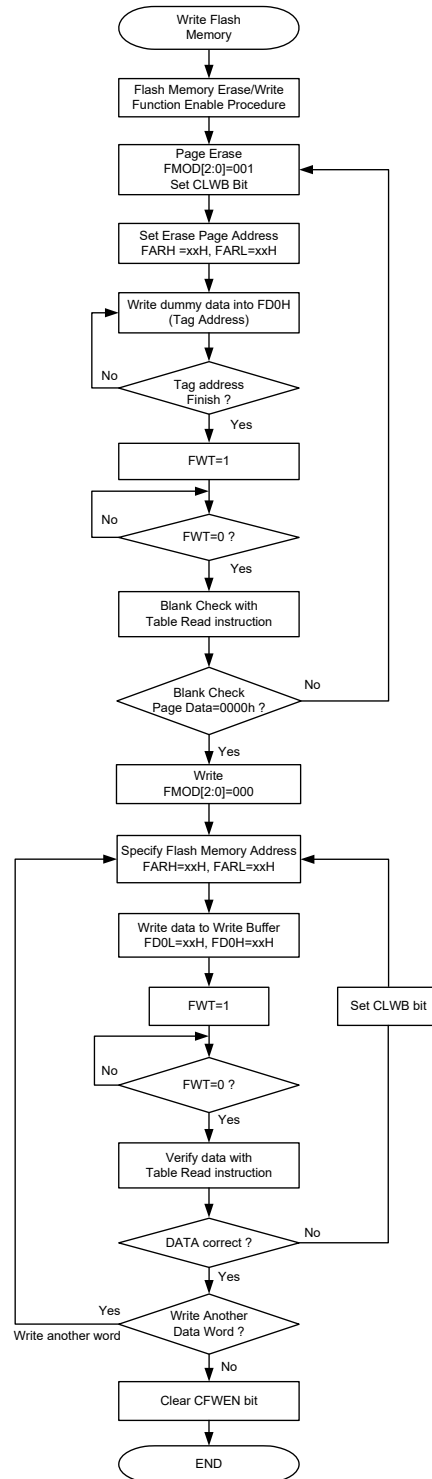 Write Flash
Memory
Flash Memory Erase/Write
Function Enable Procedure
Page Erase
FMOD[2:0]=001
Set CLWB Bit
Set Erase Page Address
FARH =xxH, FARL=xxH
Write dummy data into FD0H
(Tag Address)
No
Tag address
Finish ?
Yes
FWT=1
No
FWT=0 ?
Yes
Blank Check with
Table Read instruction
No
Blank Check
Page Data=0000h ?
Yes
Write
FMOD[2:0]=000
Specify Flash Memory Address
FARH=xxH, FARL=xxH
Write data to Write Buffer
FD0L=xxH, FD0H=xxH
FWT=1
Set CLWB bit
No
FWT=0 ?
Yes
Verify data with
Table Read instruction
No
DATA correct ?
Yes
Yes
Write Another
Data Word ?
Write another word
No
Clear CFWEN bit
END